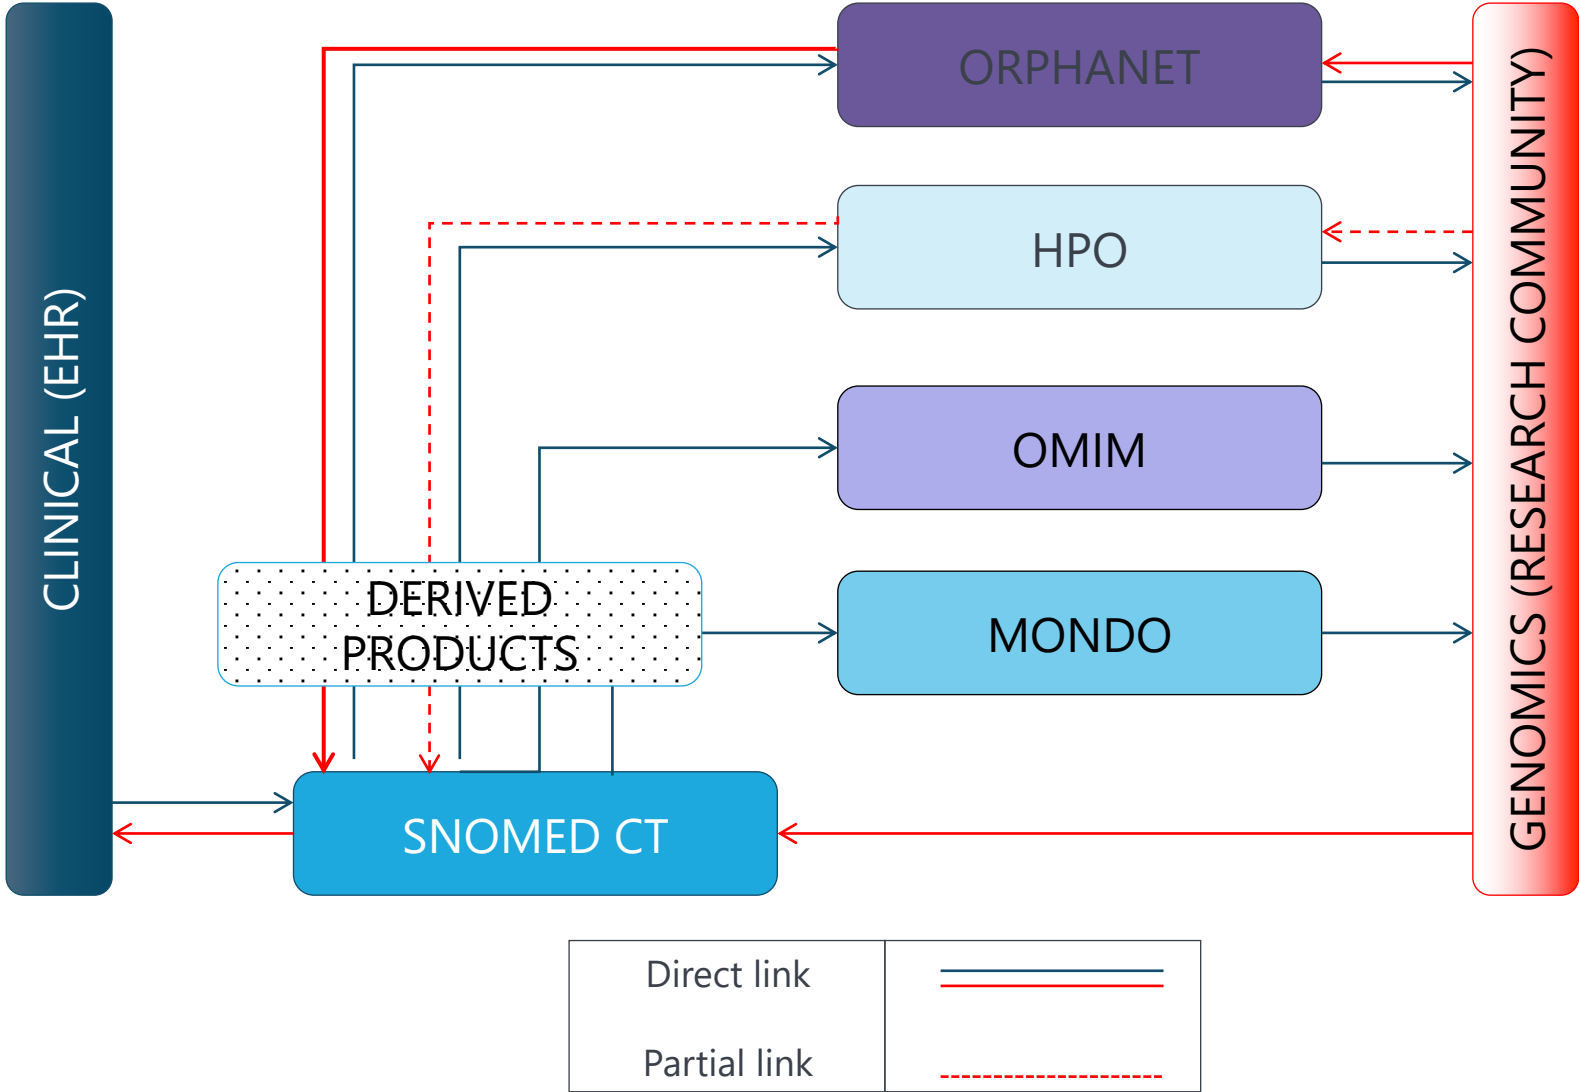 CLINICAL (EHR)
ORPHANET
HPO
OMIM
DERIVED
PRODUCTS
MONDO
SNOMED CT
GENOMICS (RESEARCH COMMUNITY)
Direct link
Partial link